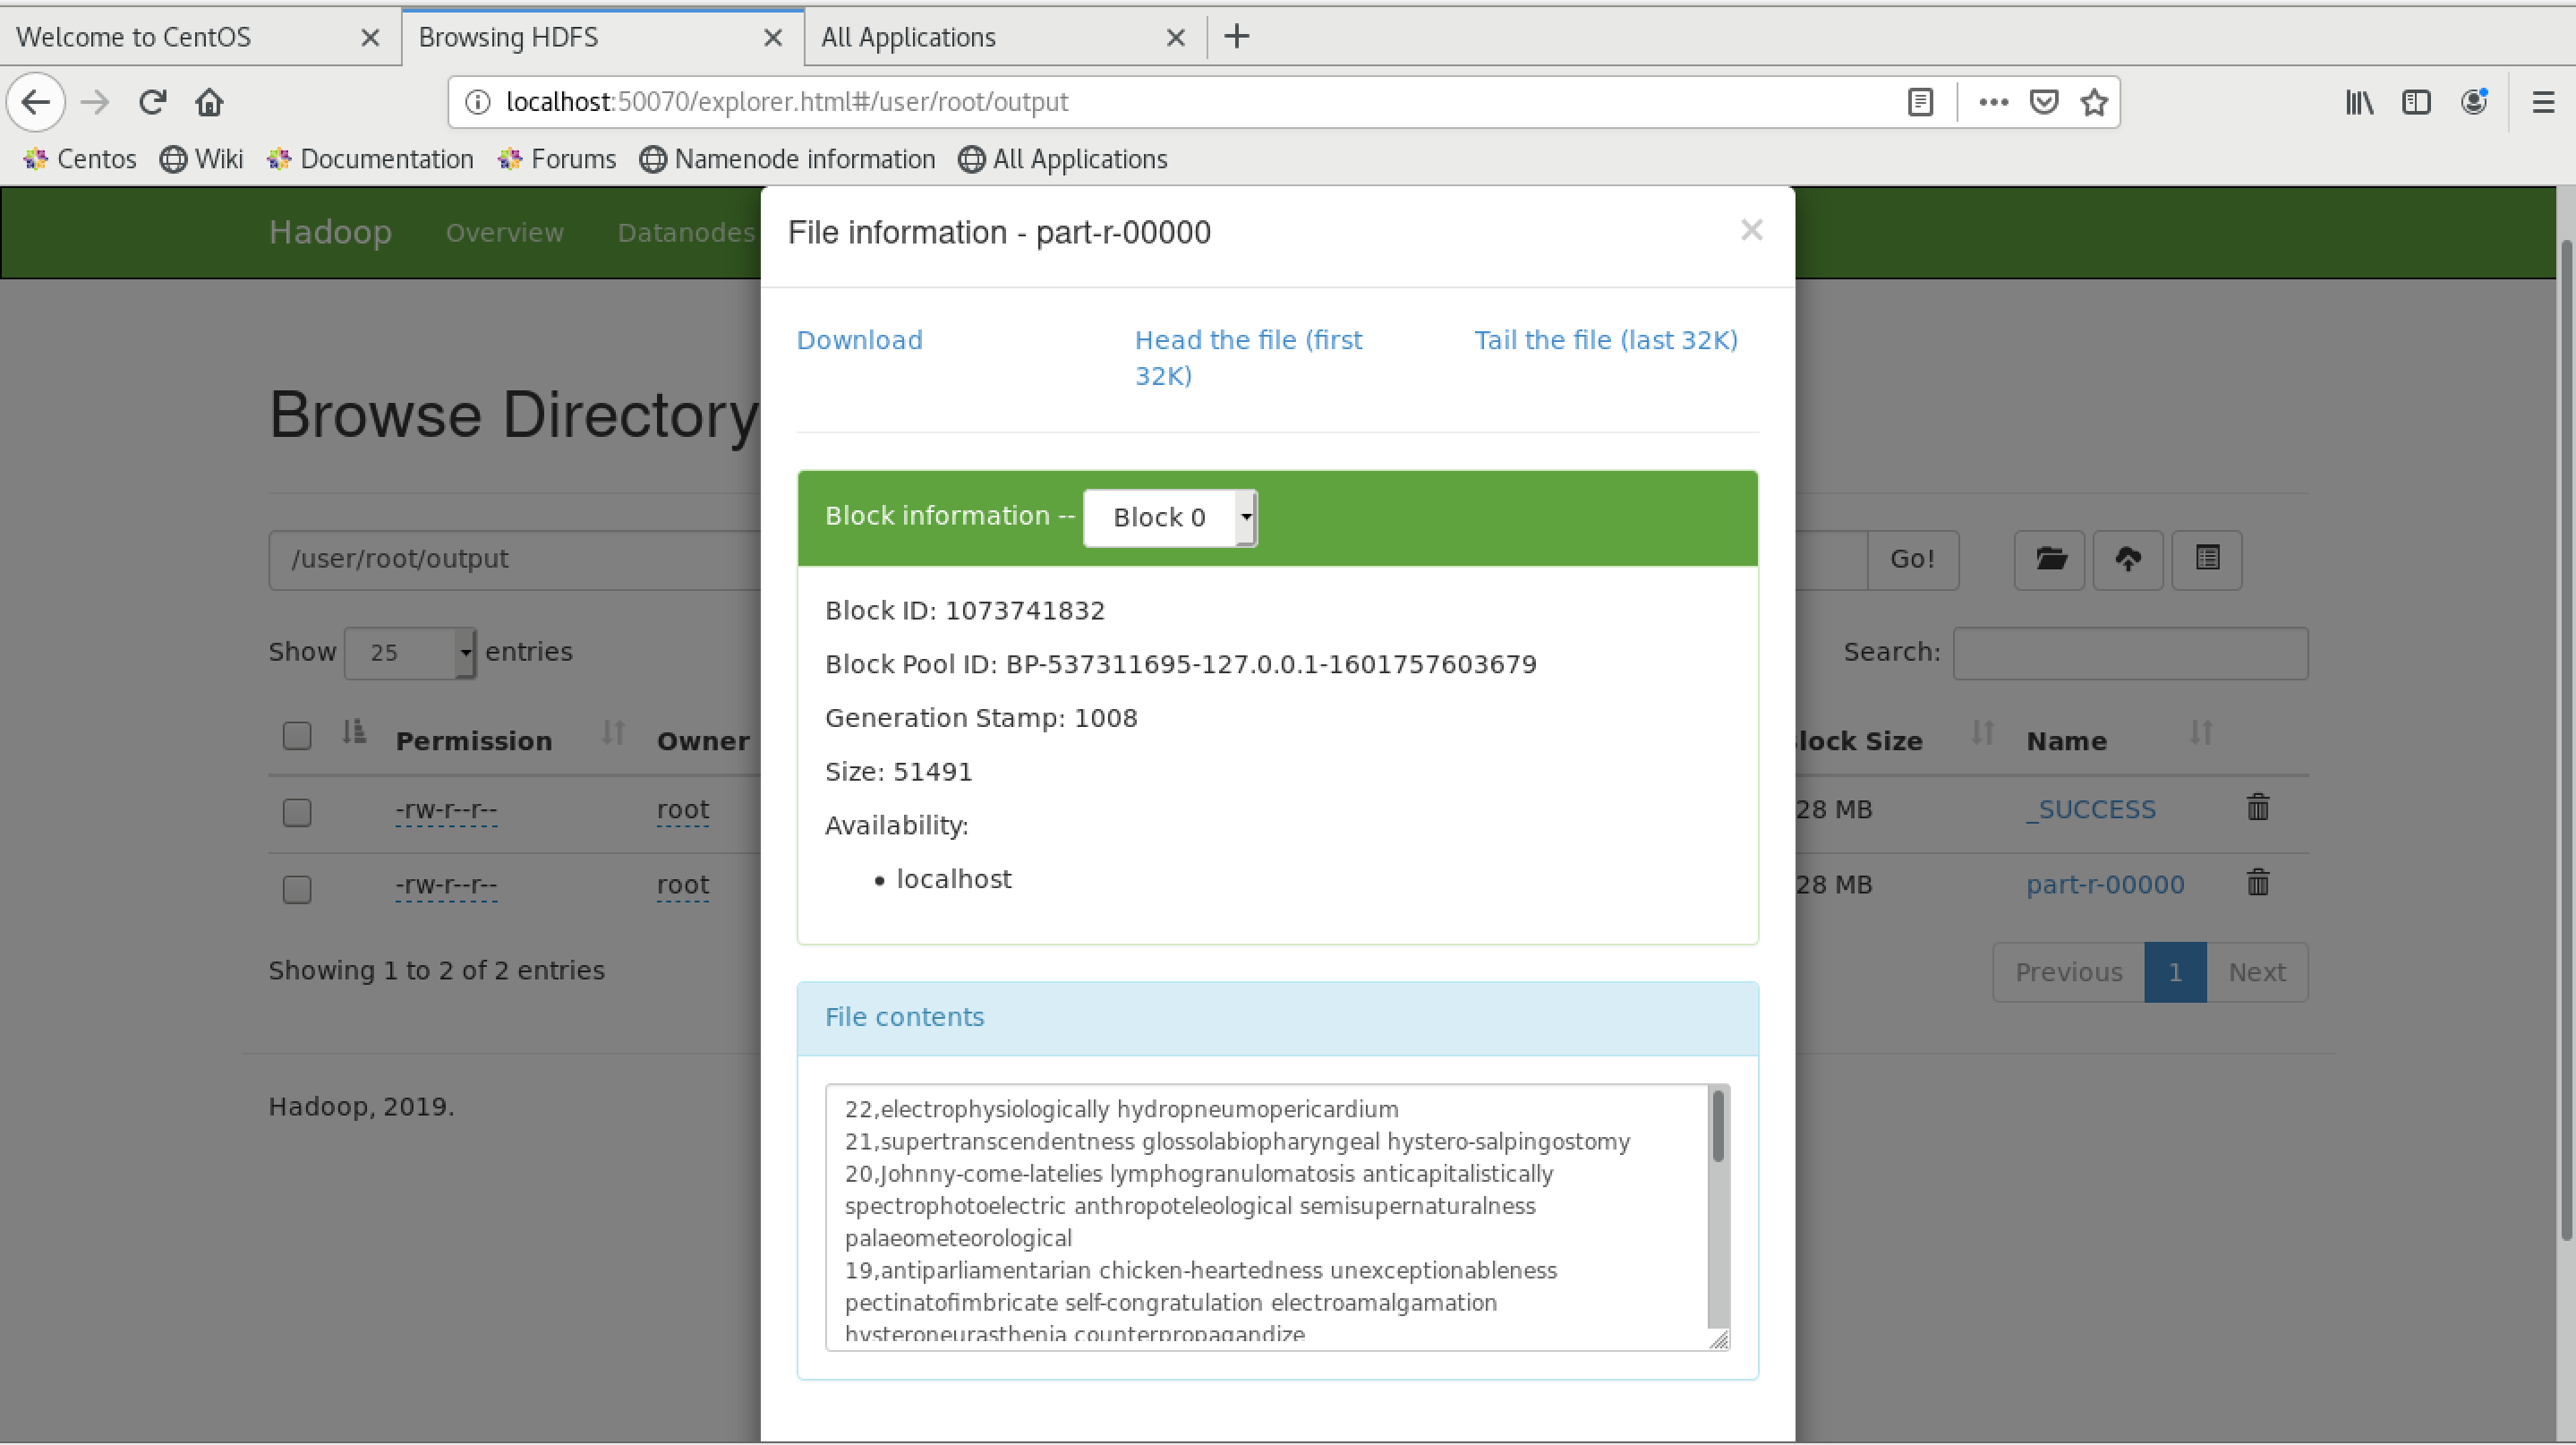 Welcome to CentOS
Browsing HDFS
All Applications
localhost:50070/explorer.html#/user/root/output
Centos Wiki Documentation Forums Namenode information All Applications
Hadoop Overview Datanodes
File information - part-r-00000
Download Head the file (first 32K) Tail the file (last 32K)
Browse Directory
Block information -- Block 0
/user/root/output
Go!
Block ID: 1073741832
Block Pool ID: BP-537311695-127.0.0.1-1601757603679
Generation Stamp: 1008
Size: 51491
Availability:
localhost
Show 25 entries
Search:
Permission Owner lock Size Name
-rw-r--r-- root 28 MB _SUCCESS
-rw-r--r-- root 28 MB part-r-00000
Showing 1 to 2 of 2 entries
Previous 1 Next
Hadoop, 2019.
File contents
22,electrophysiologically hydropneumopericardium
21,supertranscendentness glossolabiopharyngeal hystero-salpingostomy
20,Johnny-come-latelies lymphogranulomatosis anticapitalistically
spectrophotoelectric anthropoteleological semisupernaturalness
palaeometeorological
19,antiparliamentarian chicken-heartedness unexceptionableness
pectinatofimbricate self-congratulation electroamalgamation
hysteroneurasthenia counterpropagandize